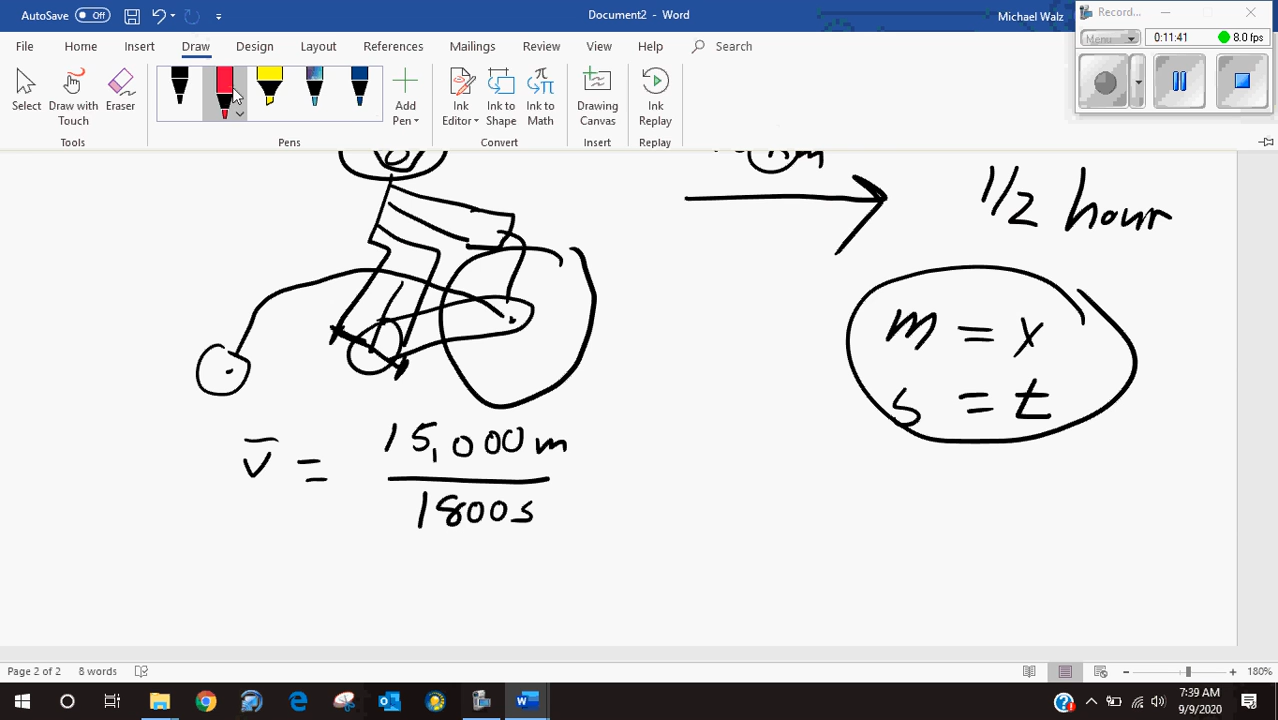 AutoSave Off
Document2 - Word
Michael Walz
Record...
File Home Insert Draw Design Layout References Mailings Review View Help Search
Menu
0:11:41
8.0 fps
Select
Draw with Touch
Eraser
Add Pen
Ink Editor
Ink to Shape
Ink to Math
Drawing Canvas
Ink Replay
Tools
Pens
Convert
Insert
Replay
1/2 hour
m = x
s = t
v̄ = 15,000m
1800s
Page 2 of 2
8 words
180%
7:39 AM
9/9/2020